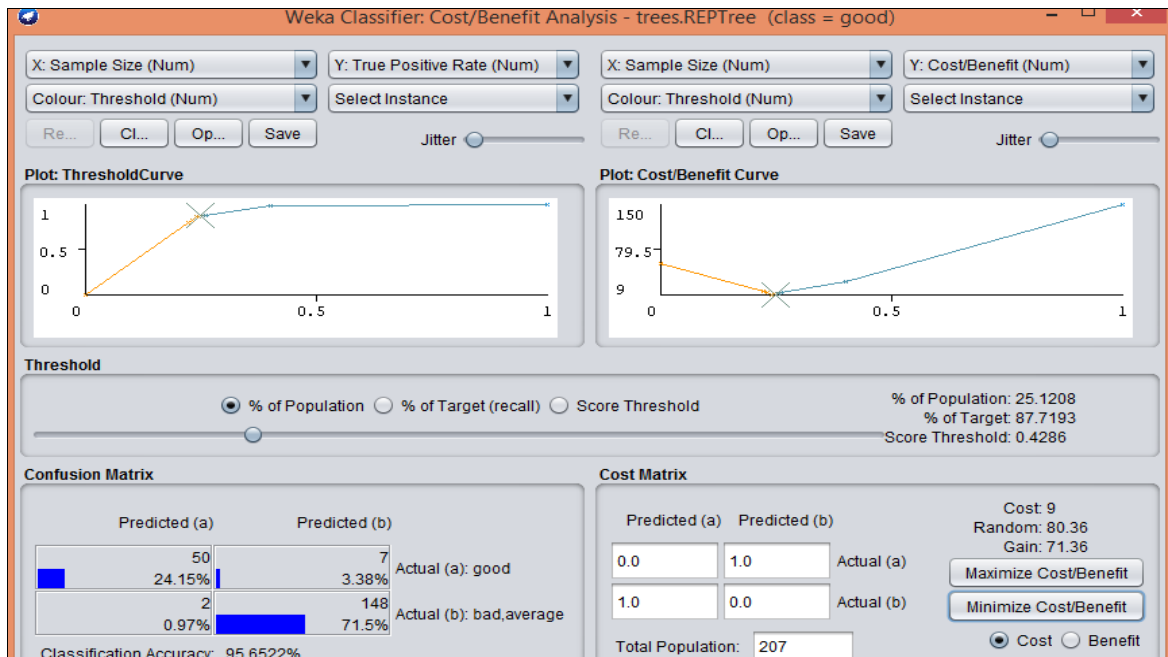 Weka Classifier: Cost/Benefit Analysis - trees.REPTree (class = good)
X: Sample Size (Num)
Y: True Positive Rate (Num)
X: Sample Size (Num)
Y: Cost/Benefit (Num)
Colour: Threshold (Num)
Select Instance
Colour: Threshold (Num)
Select Instance
Re...
Cl...
Op...
Save
Jitter
Re...
Cl...
Op...
Save
Jitter
Plot: ThresholdCurve
1
0.5
0
0
0.5
1
Plot: Cost/Benefit Curve
150
79.5
9
0
0.5
1
Threshold
% of Population
% of Target (recall)
Score Threshold
% of Population: 25.1208
% of Target: 87.7193
Score Threshold: 0.4286
Confusion Matrix
Predicted (a)
Predicted (b)
50
7
24.15%
3.38%
Actual (a): good
2
148
0.97%
71.5%
Actual (b): bad,average
Classification Accuracy: 95.6522%
Cost Matrix
Predicted (a)
Predicted (b)
0.0
1.0
Actual (a)
1.0
0.0
Actual (b)
Total Population:
207
Cost: 9
Random: 80.36
Gain: 71.36
Maximize Cost/Benefit
Minimize Cost/Benefit
Cost
Benefit